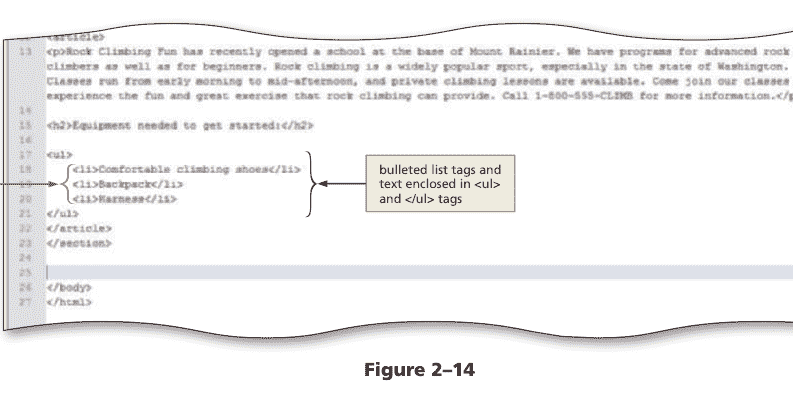 <article>
13 <p>Rock Climbing Fun has recently opened a school at the base of Mount Rainier. We have programs for advanced rock
climbers as well as for beginners. Rock climbing is a widely popular sport, especially in the state of Washington.
Classes run from early morning to mid-afternoon, and private climbing lessons are available. Come join our classes
experience the fun and great exercise that rock climbing can provide. Call 1-800-555-CLIMB for more information.</p
14
15 <h2>Equipment needed to get started:</h2>
16
17 <ul>
18 <li>Comfortable climbing shoes</li>
19 <li>Backpack</li>
20 <li>Harness</li>
21 </ul>
22 </article>
23 </section>
24
25
26 </body>
27 </html>
bulleted list tags and
text enclosed in <ul>
and </ul> tags
Figure 2–14